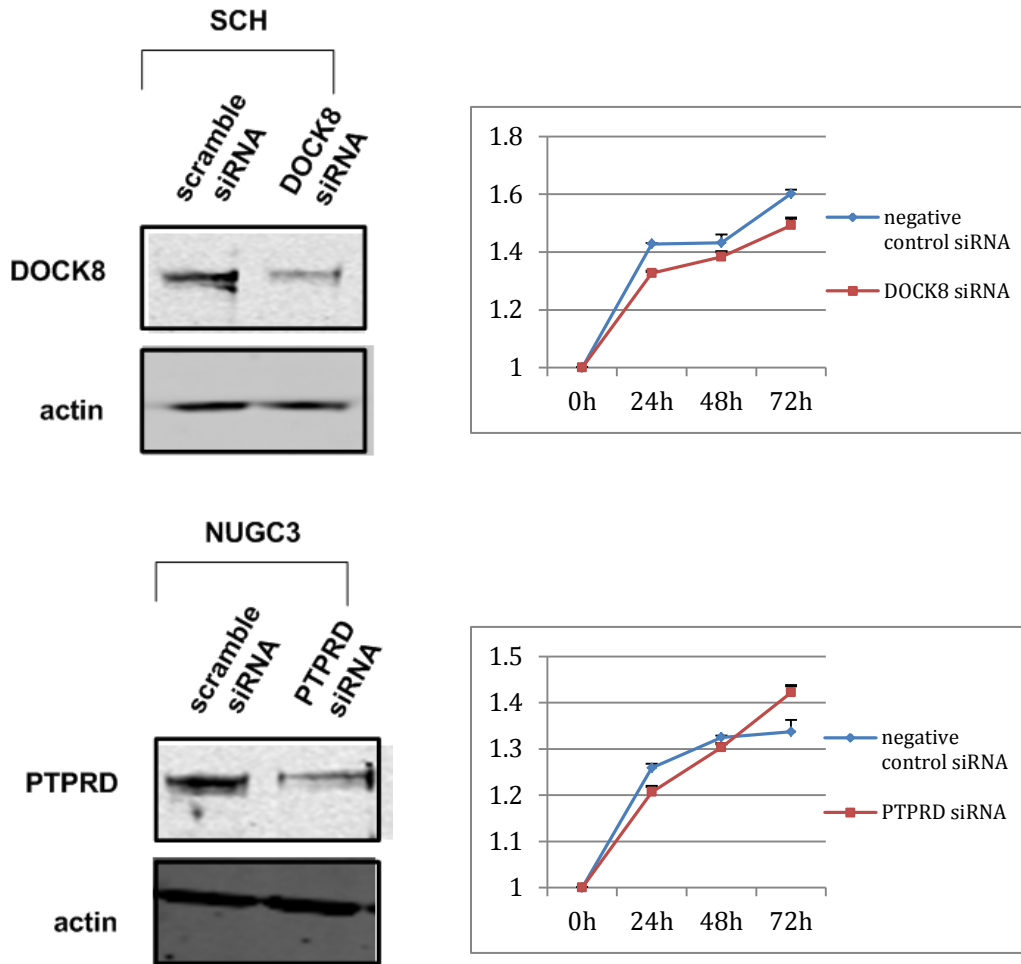 SCH
scramble
siRNA
DOCK8
siRNA
DOCK8
actin
1.8
1.6
1.4
1.2
1
0h 24h 48h 72h
negative
control siRNA
DOCK8 siRNA
NUGC3
scramble
siRNA
PTPRD
siRNA
PTPRD
actin
1.5
1.4
1.3
1.2
1.1
1
0h 24h 48h 72h
negative
control siRNA
PTPRD siRNA